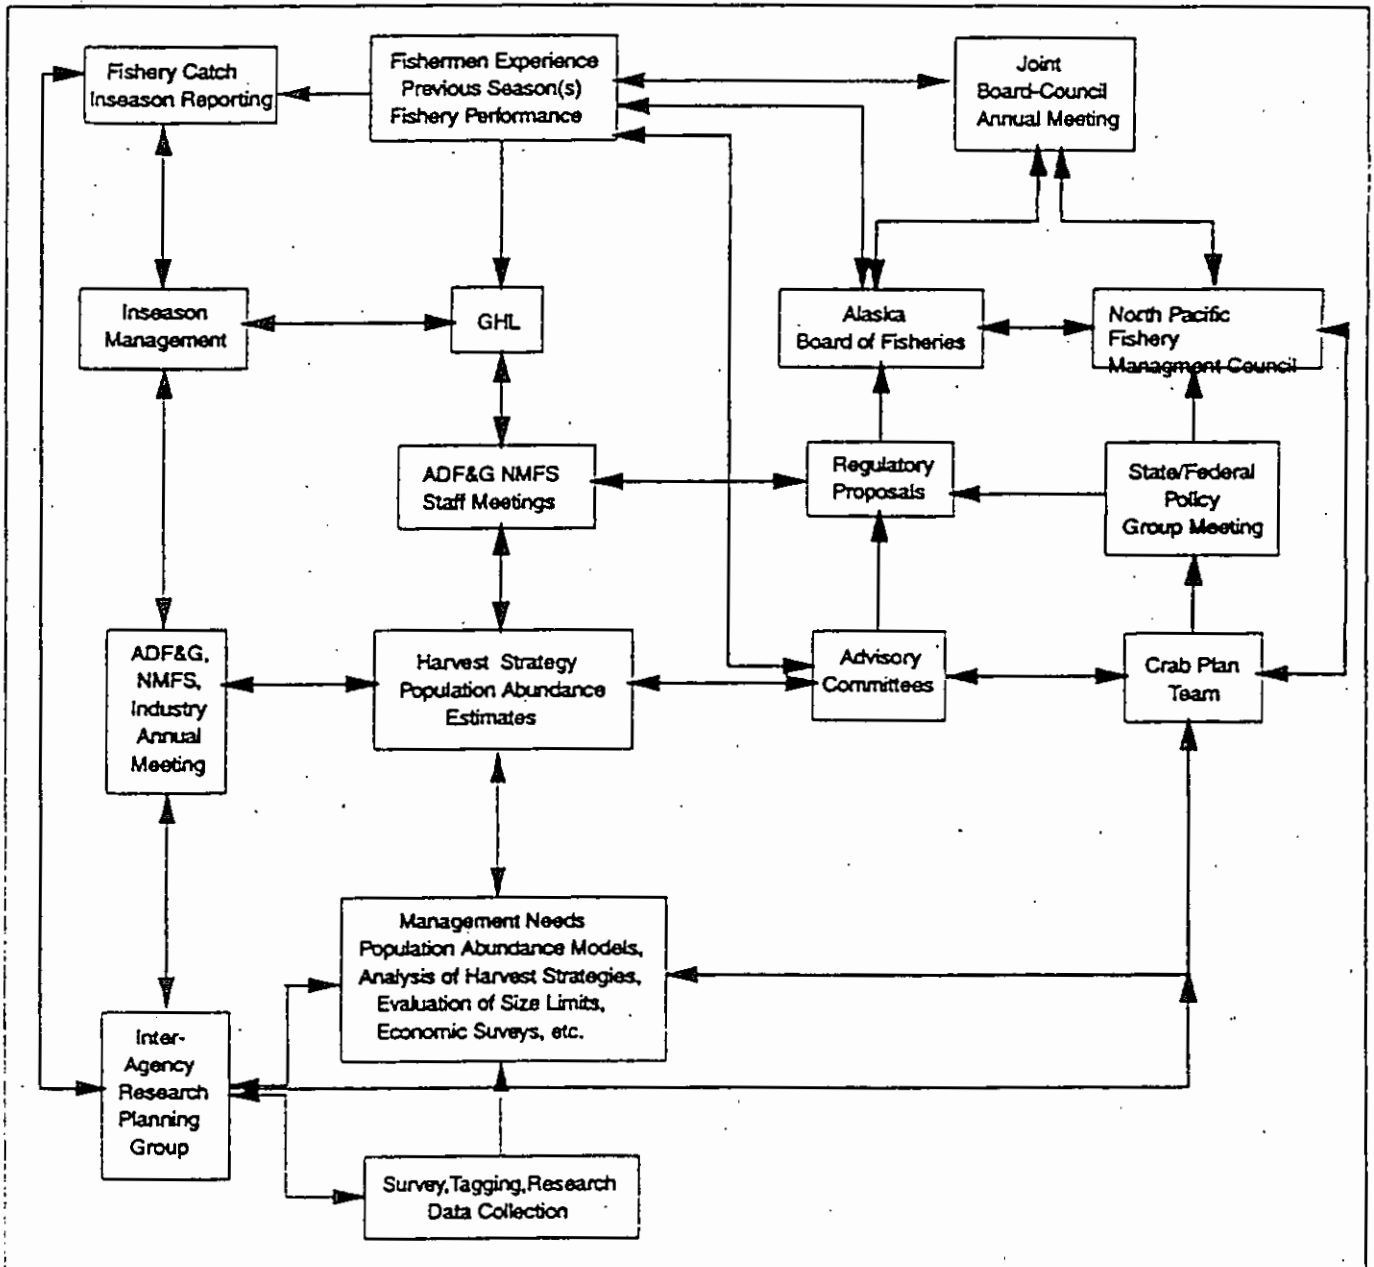 Fishery Catch
Inseason Reporting
Fishermen Experience
Previous Season(s)
Fishery Performance
Joint
Board-Council
Annual Meeting
Inseason
Management
GHL
Alaska
Board of Fisheries
North Pacific
Fishery
Managment Council
ADF&G NMFS
Staff Meetings
Regulatory
Proposals
State/Federal
Policy
Group Meeting
ADF&G,
NMFS,
Industry
Annual
Meeting
Harvest Strategy
Population Abundance
Estimates
Advisory
Committees
Crab Plan
Team
Management Needs
Population Abundance Models,
Analysis of Harvest Strategies,
Evaluation of Size Limits,
Economic Suveys, etc.
Inter-
Agency
Research
Planning
Group
Survey,Tagging,Research
Data Collection